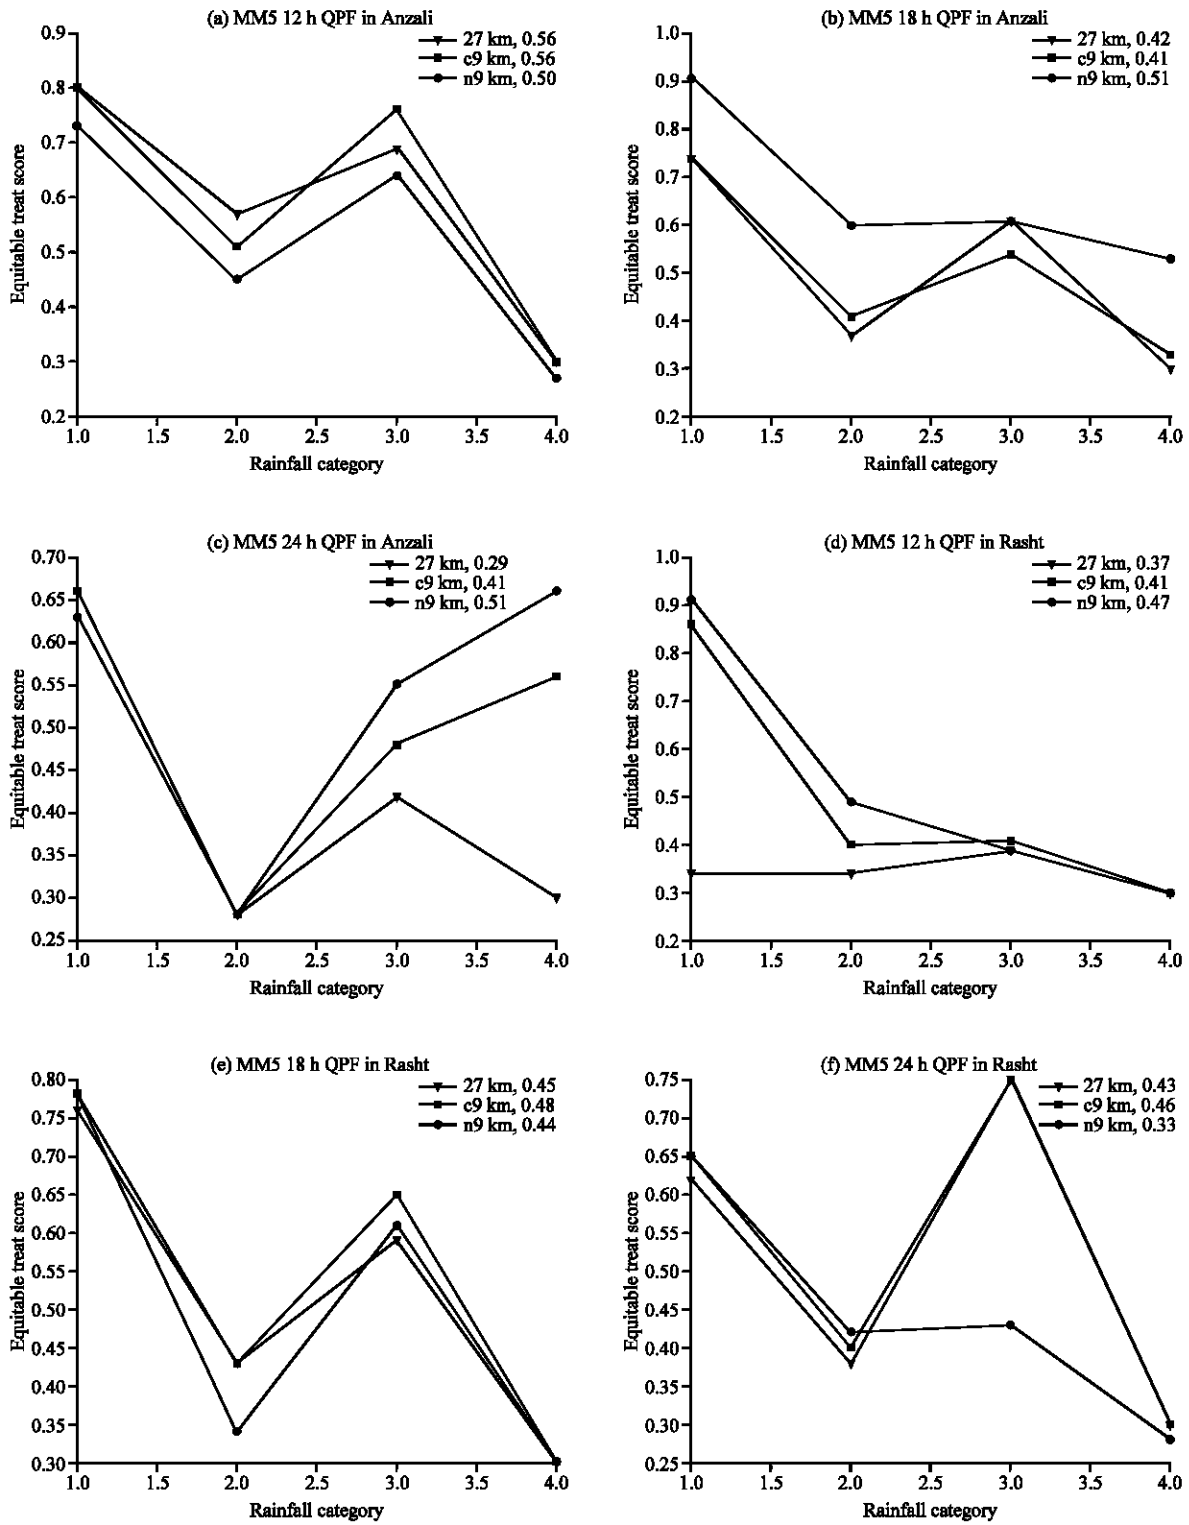 (a) MM5 12 h QPF in Anzali
27 km, 0.56
c9 km, 0.56
n9 km, 0.50
Equitable treat score
0.9
0.8
0.7
0.6
0.5
0.4
0.3
0.2
1.0 1.5 2.0 2.5 3.0 3.5 4.0
Rainfall category
(b) MM5 18 h QPF in Anzali
27 km, 0.42
c9 km, 0.41
n9 km, 0.51
Equitable treat score
1.0
0.9
0.8
0.7
0.6
0.5
0.4
0.3
0.2
1.0 1.5 2.0 2.5 3.0 3.5 4.0
Rainfall category
(c) MM5 24 h QPF in Anzali
27 km, 0.29
c9 km, 0.41
n9 km, 0.51
Equitable treat score
0.70
0.65
0.60
0.55
0.50
0.45
0.40
0.35
0.30
0.25
1.0 1.5 2.0 2.5 3.0 3.5 4.0
Rainfall category
(d) MM5 12 h QPF in Rasht
27 km, 0.37
c9 km, 0.41
n9 km, 0.47
Equitable treat score
1.0
0.9
0.8
0.7
0.6
0.5
0.4
0.3
0.2
1.0 1.5 2.0 2.5 3.0 3.5 4.0
Rainfall category
(e) MM5 18 h QPF in Rasht
27 km, 0.45
c9 km, 0.48
n9 km, 0.44
Equitable treat score
0.80
0.75
0.70
0.65
0.60
0.55
0.50
0.45
0.40
0.35
0.30
1.0 1.5 2.0 2.5 3.0 3.5 4.0
Rainfall category
(f) MM5 24 h QPF in Rasht
27 km, 0.43
c9 km, 0.46
n9 km, 0.33
Equitable treat score
0.75
0.70
0.65
0.60
0.55
0.50
0.45
0.40
0.35
0.30
0.25
1.0 1.5 2.0 2.5 3.0 3.5 4.0
Rainfall category